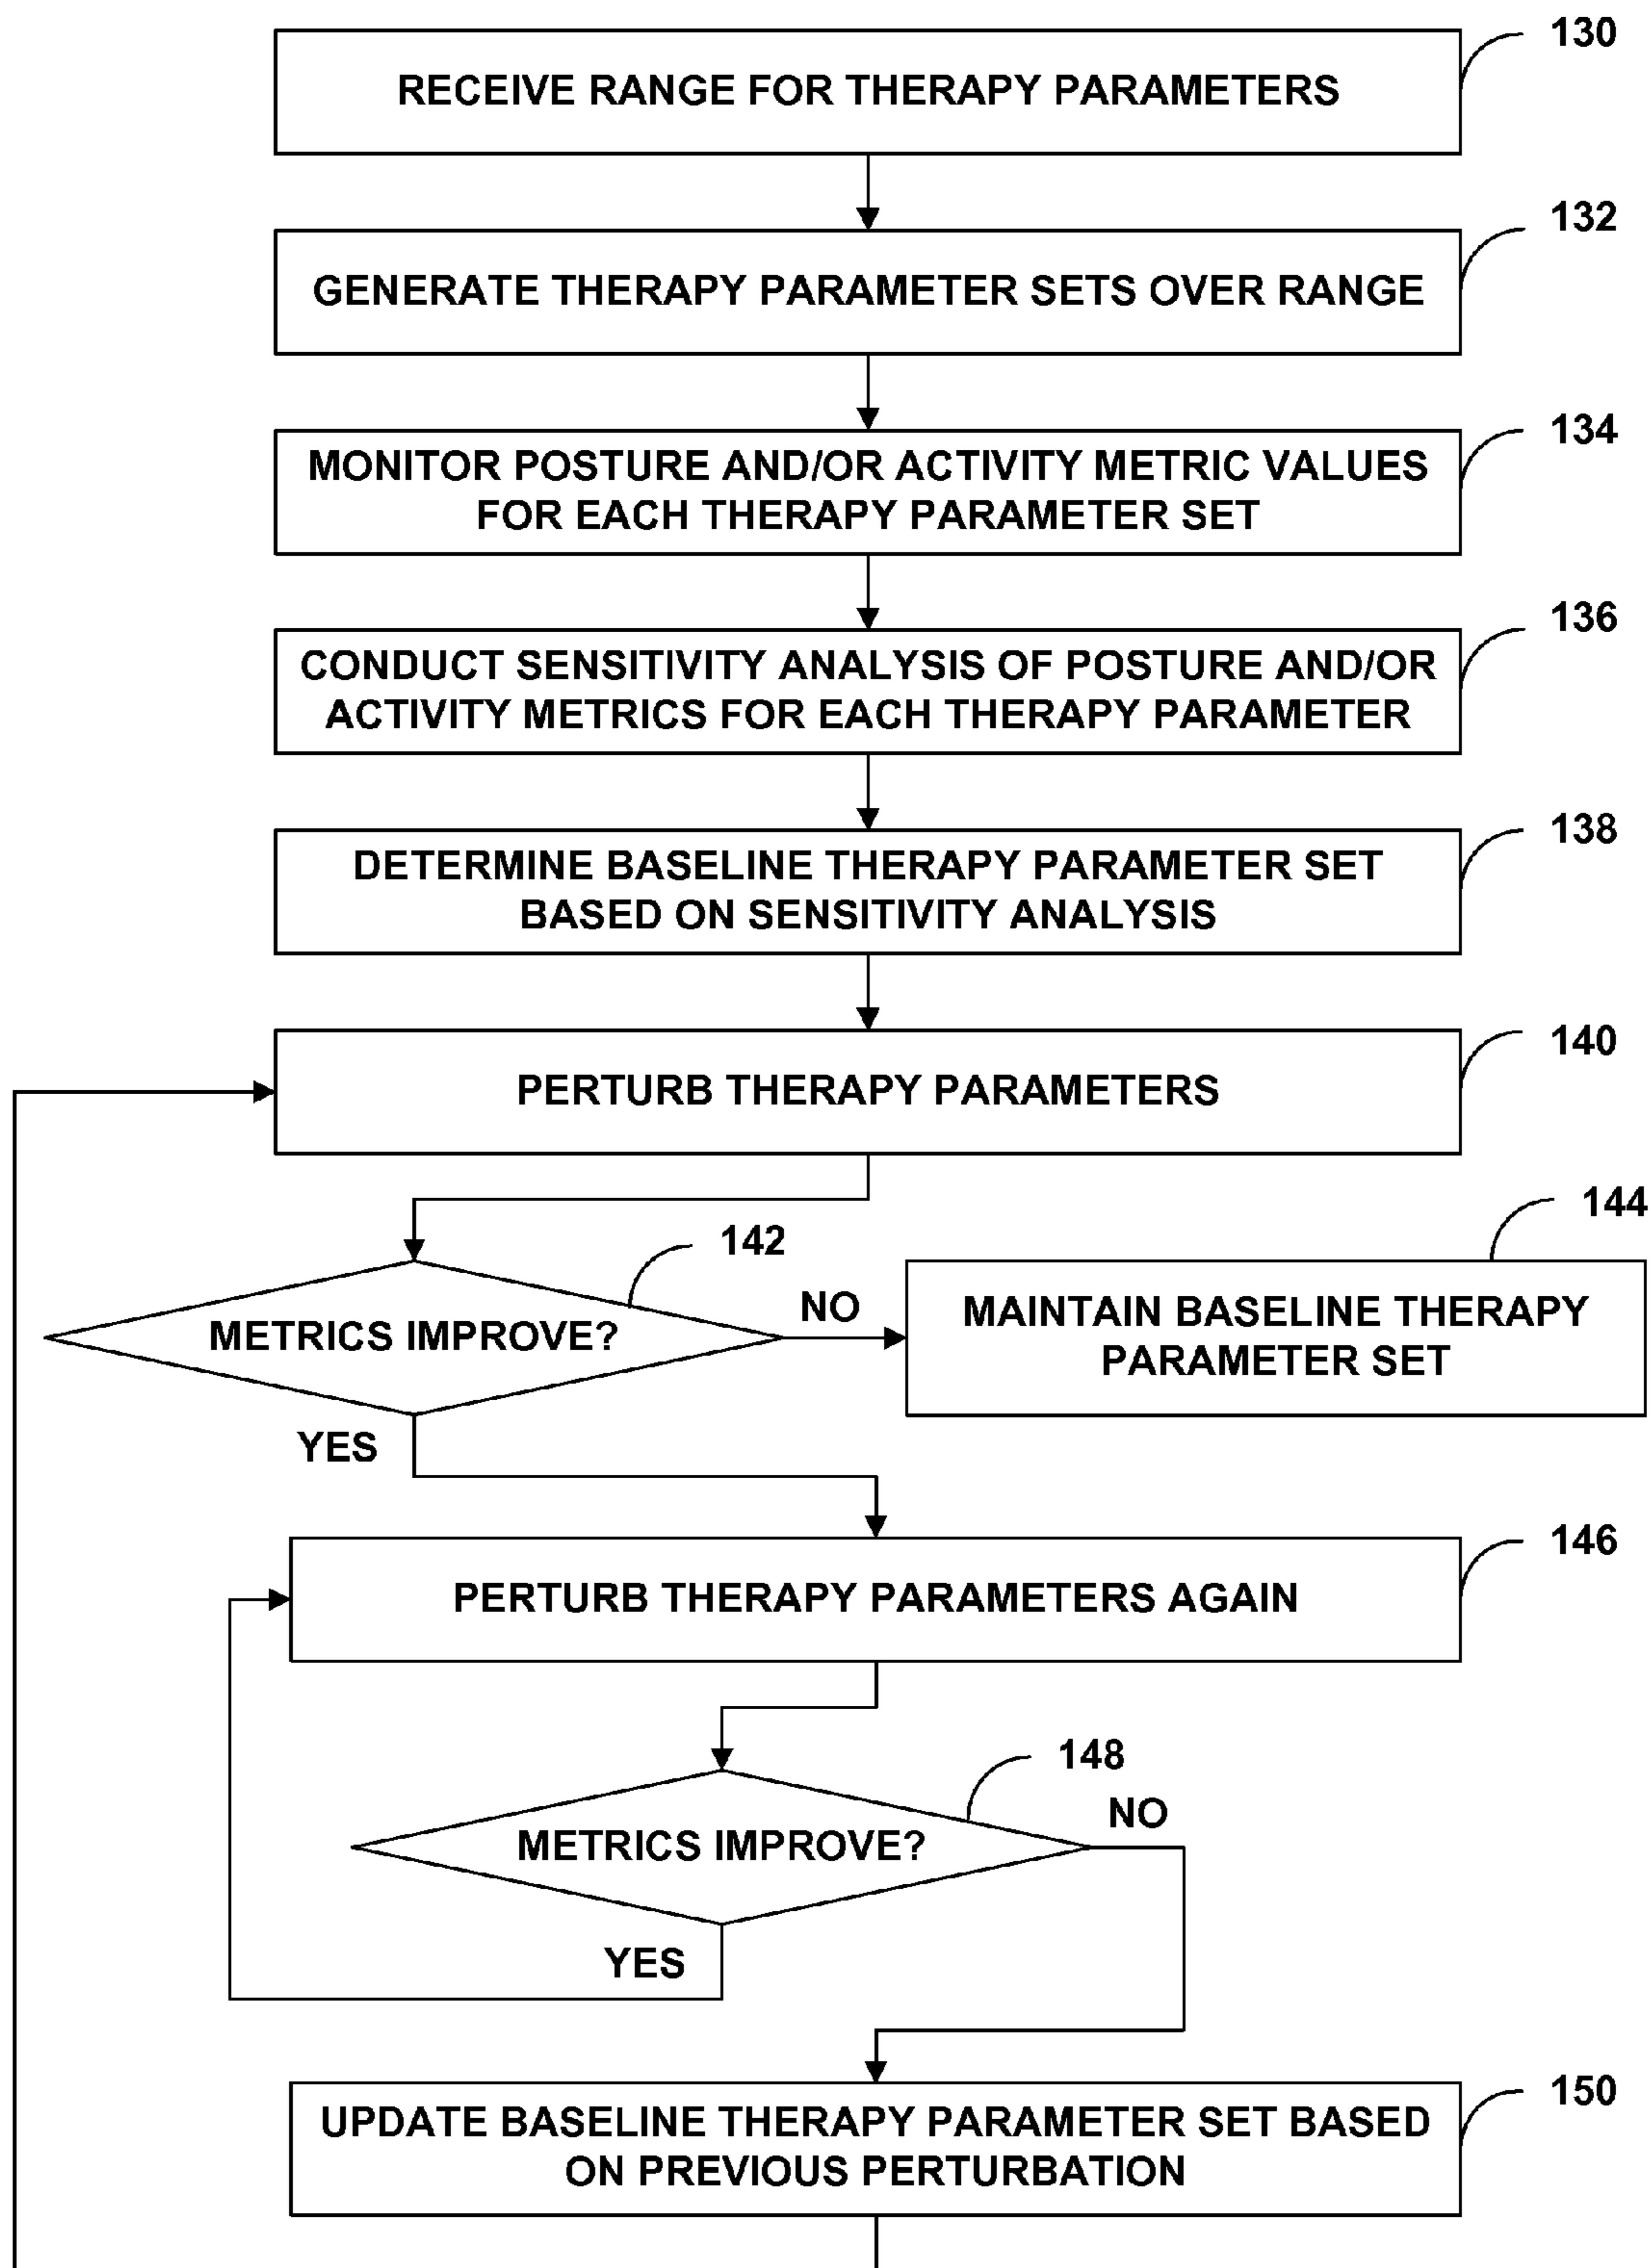 130
RECEIVE RANGE FOR THERAPY PARAMETERS
132
GENERATE THERAPY PARAMETER SETS OVER RANGE
134
MONITOR POSTURE AND/OR ACTIVITY METRIC VALUES
FOR EACH THERAPY PARAMETER SET
136
CONDUCT SENSITIVITY ANALYSIS OF POSTURE AND/OR
ACTIVITY METRICS FOR EACH THERAPY PARAMETER
138
DETERMINE BASELINE THERAPY PARAMETER SET
BASED ON SENSITIVITY ANALYSIS
140
PERTURB THERAPY PARAMETERS
142
144
METRICS IMPROVE?
NO
MAINTAIN BASELINE THERAPY
PARAMETER SET
YES
146
PERTURB THERAPY PARAMETERS AGAIN
148
METRICS IMPROVE?
NO
YES
150
UPDATE BASELINE THERAPY PARAMETER SET BASED
ON PREVIOUS PERTURBATION